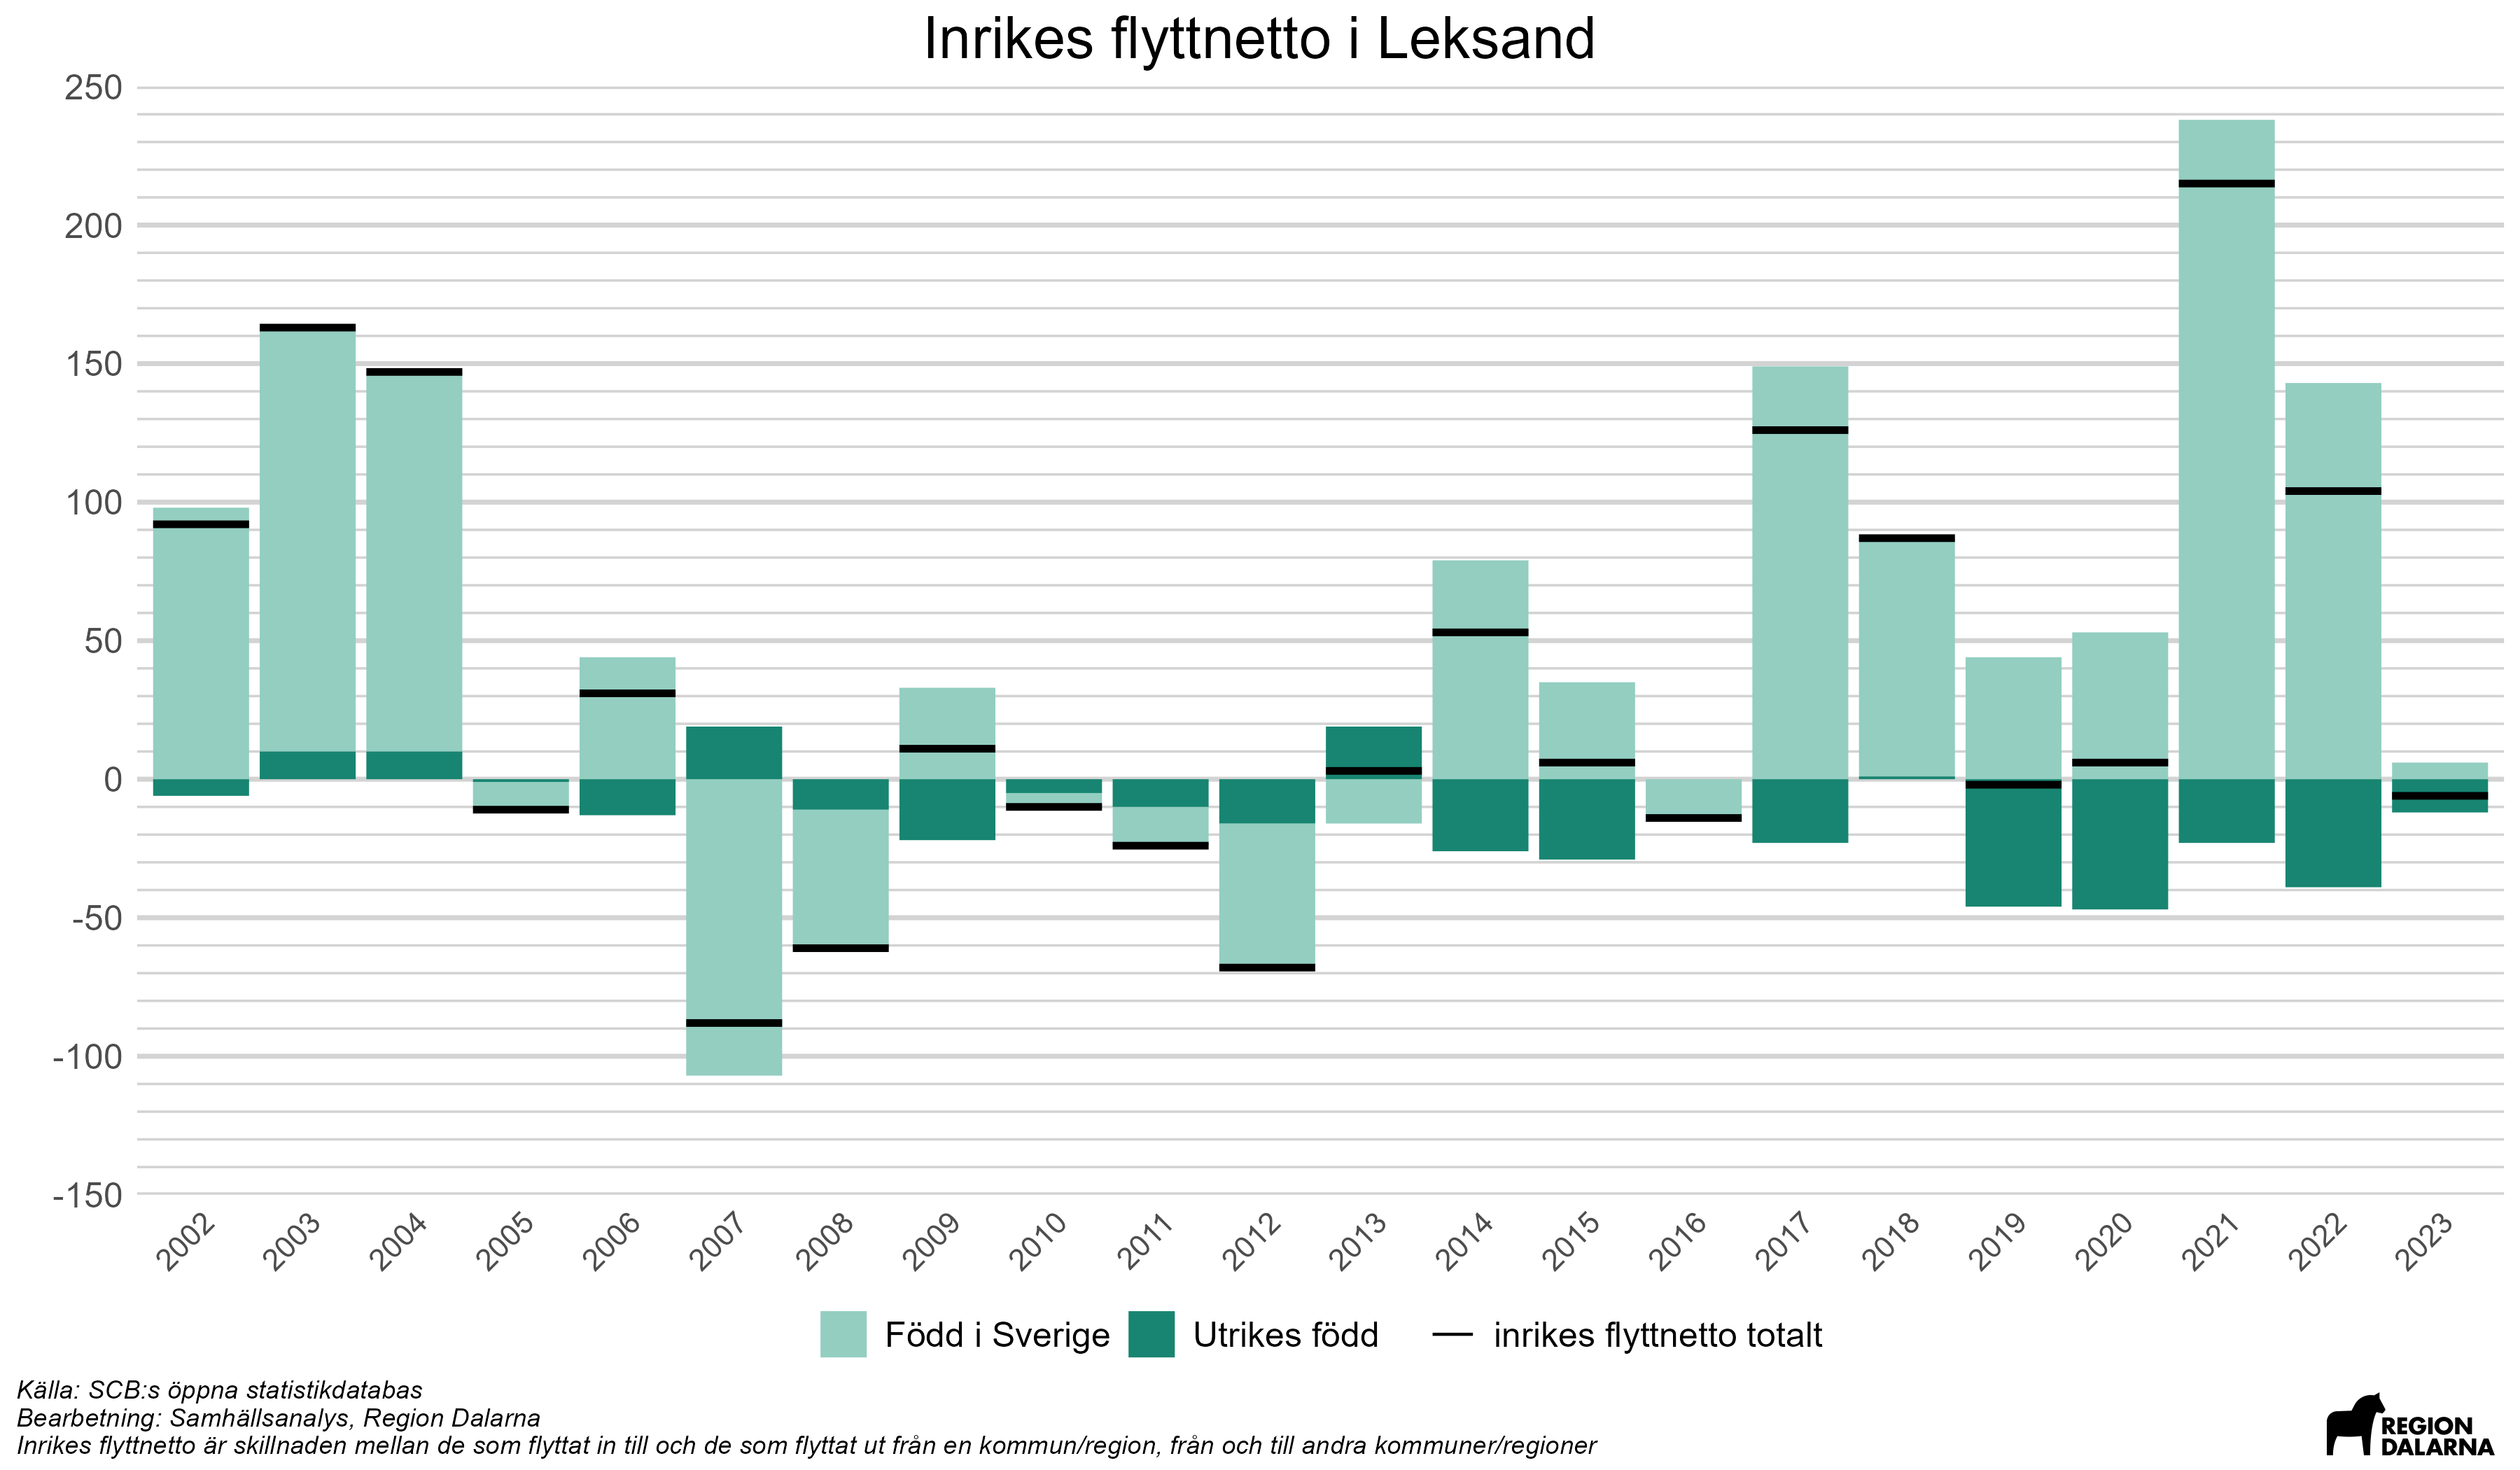 Inrikes flyttnetto i Leksand
250
200
150
100
50
0
-50
-100
-150
2002 2003 2004 2005 2006 2007 2008 2009 2010 2011 2012 2013 2014 2015 2016 2017 2018 2019 2020 2021 2022 2023
Född i Sverige Utrikes född inrikes flyttnetto totalt
Källa: SCB:s öppna statistikdatabas
Bearbetning: Samhällsanalys, Region Dalarna
Inrikes flyttnetto är skillnaden mellan de som flyttat in till och de som flyttat ut från en kommun/region, från och till andra kommuner/regioner
REGION
DALARNA